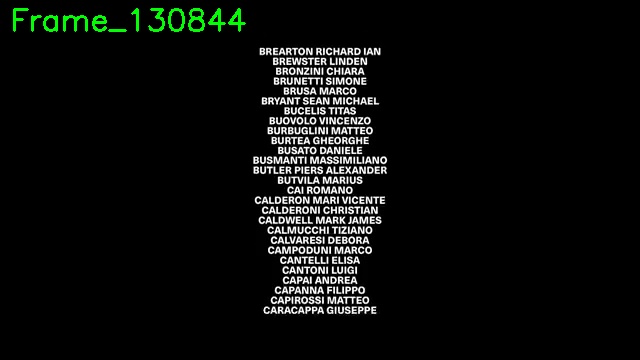 Frame_130844
BREARTON RICHARD IAN
BREWSTER LINDEN
BRONZINI CHIARA
BRUNETTI SIMONE
BRUSA MARCO
BRYANT SEAN MICHAEL
BUCELIS TITAS
BUOVOLO VINCENZO
BURBUGLINI MATTEO
BURTEA GHEORGHE
BUSATO DANIELE
BUSMANTI MASSIMILIANO
BUTLER PIERS ALEXANDER
BUTVILA MARIUS
CAI ROMANO
CALDERON MARI VICENTE
CALDERONI CHRISTIAN
CALDWELL MARK JAMES
CALMUCCHI TIZIANO
CALVARESI DEBORA
CAMPODUNI MARCO
CANTELLI ELISA
CANTONI LUIGI
CAPAI ANDREA
CAPANNA FILIPPO
CAPIROSSI MATTEO
CARACAPPA GIUSEPPE